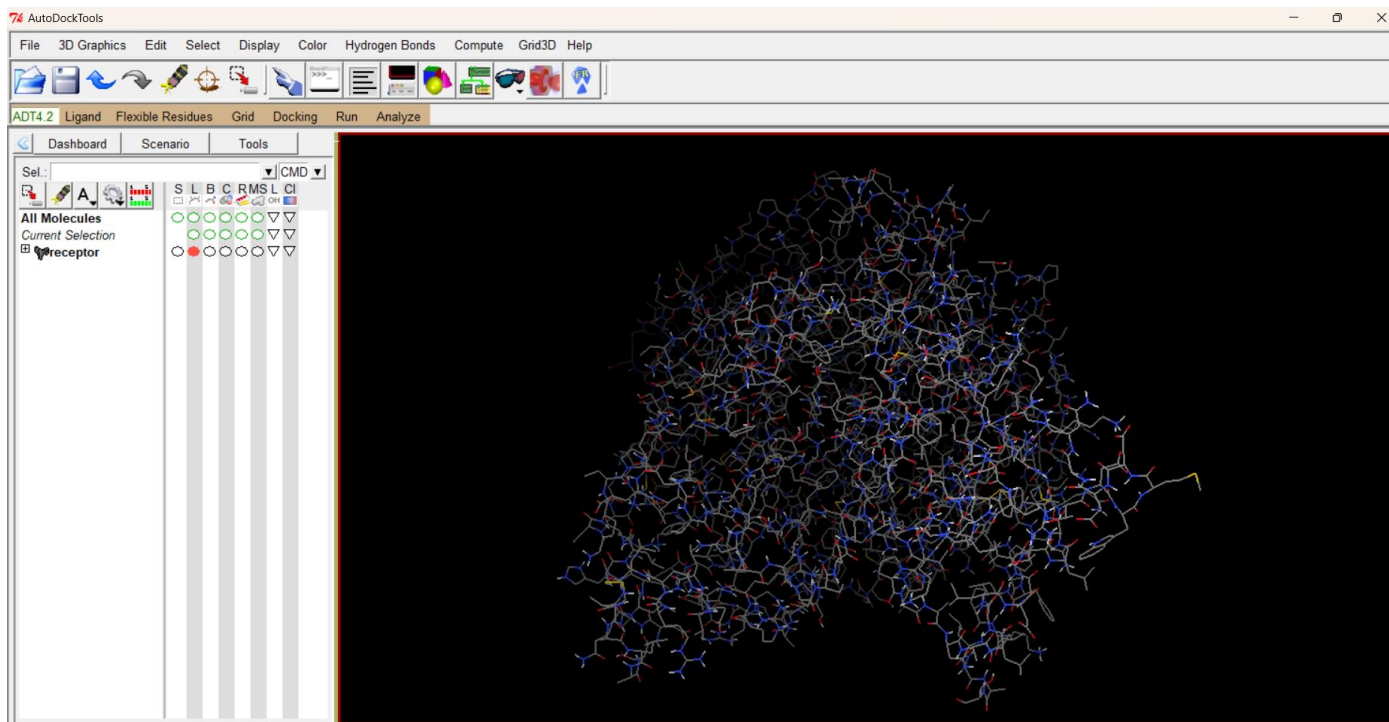 AutoDockTools
File 3D Graphics Edit Select Display Color Hydrogen Bonds Compute Grid3D Help
ADT4.2 Ligand Flexible Residues Grid Docking Run Analyze
Dashboard Scenario Tools
Sel.: CMD
A S L B C R MS L Cl
All Molecules
Current Selection
receptor